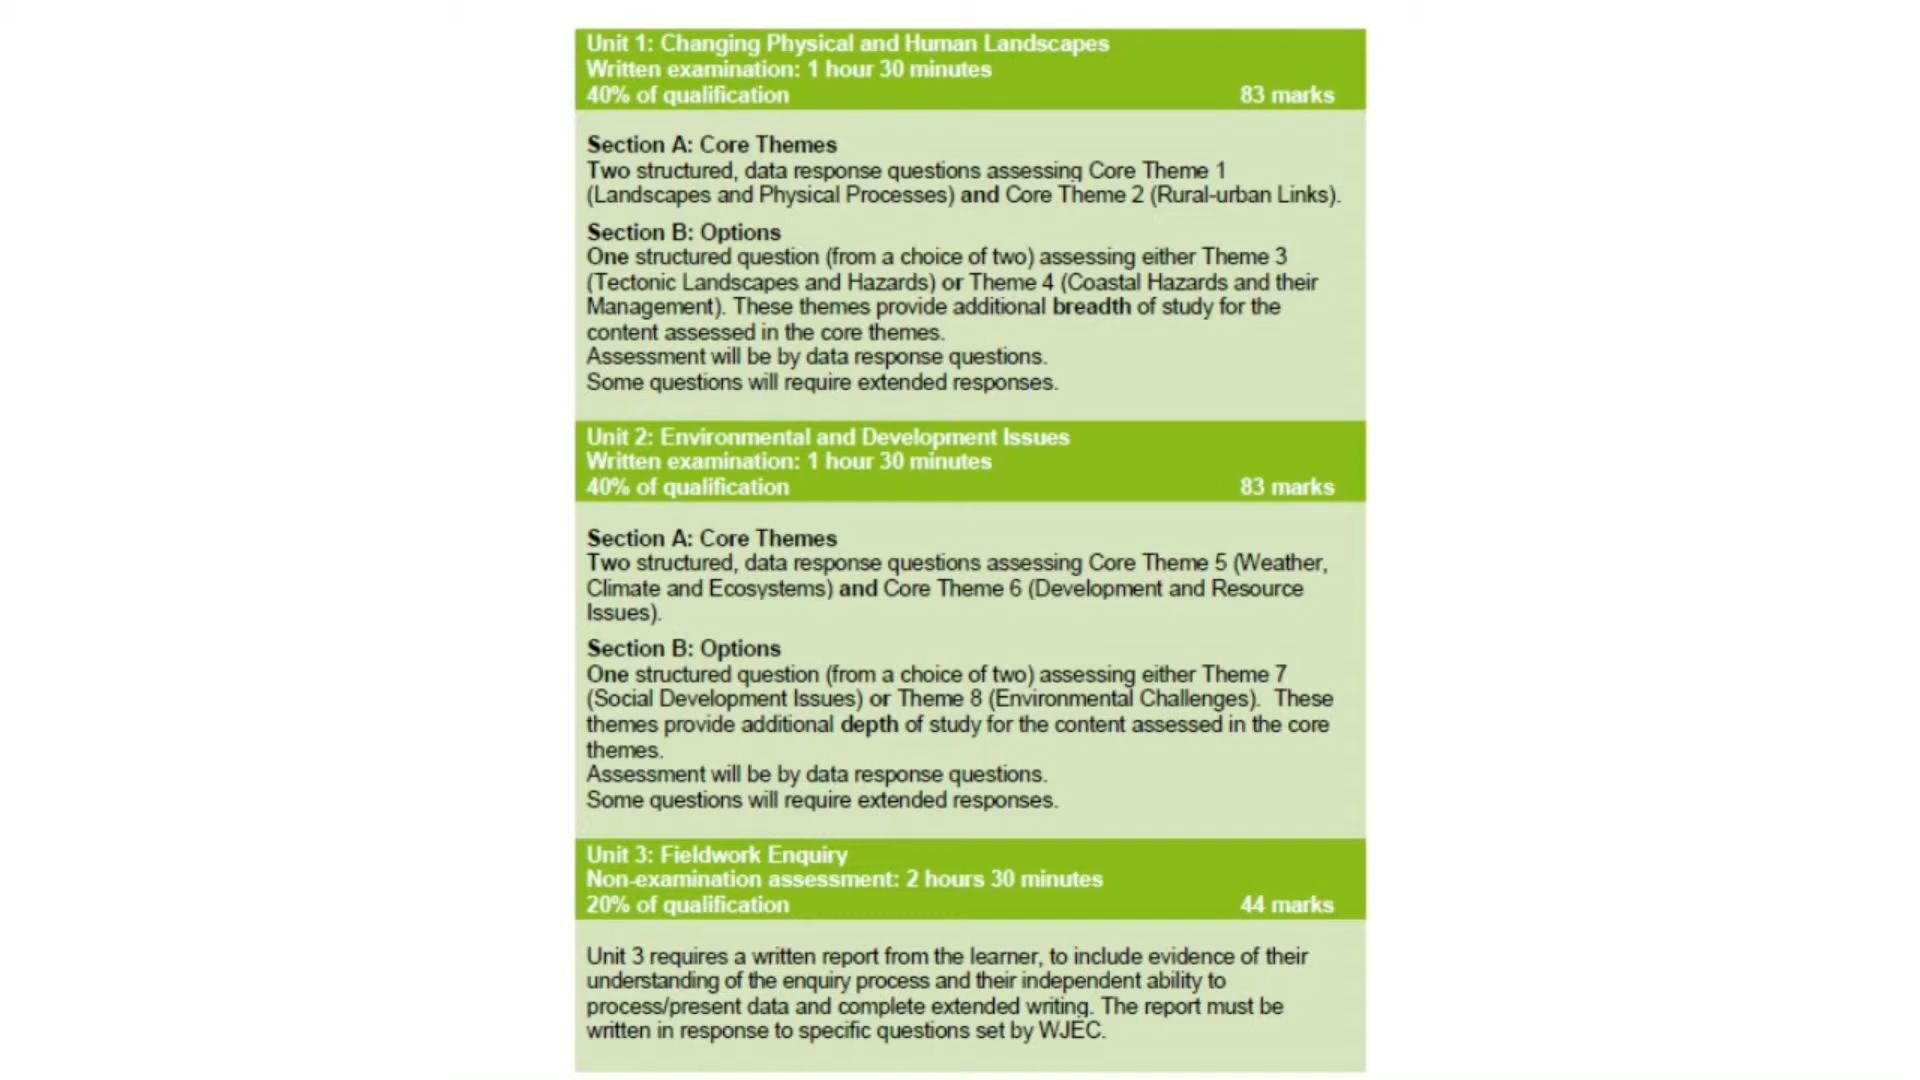 Unit 1: Changing Physical and Human Landscapes
Written examination: 1 hour 30 minutes
40% of qualification 83 marks
Section A: Core Themes
Two structured, data response questions assessing Core Theme 1
(Landscapes and Physical Processes) and Core Theme 2 (Rural-urban Links).
Section B: Options
One structured question (from a choice of two) assessing either Theme 3
(Tectonic Landscapes and Hazards) or Theme 4 (Coastal Hazards and their
Management). These themes provide additional breadth of study for the
content assessed in the core themes.
Assessment will be by data response questions.
Some questions will require extended responses.
Unit 2: Environmental and Development Issues
Written examination: 1 hour 30 minutes
40% of qualification 83 marks
Section A: Core Themes
Two structured, data response questions assessing Core Theme 5 (Weather,
Climate and Ecosystems) and Core Theme 6 (Development and Resource
Issues).
Section B: Options
One structured question (from a choice of two) assessing either Theme 7
(Social Development Issues) or Theme 8 (Environmental Challenges). These
themes provide additional depth of study for the content assessed in the core
themes.
Assessment will be by data response questions.
Some questions will require extended responses.
Unit 3: Fieldwork Enquiry
Non-examination assessment: 2 hours 30 minutes
20% of qualification 44 marks
Unit 3 requires a written report from the learner, to include evidence of their
understanding of the enquiry process and their independent ability to
process/present data and complete extended writing. The report must be
written in response to specific questions set by WJEC.